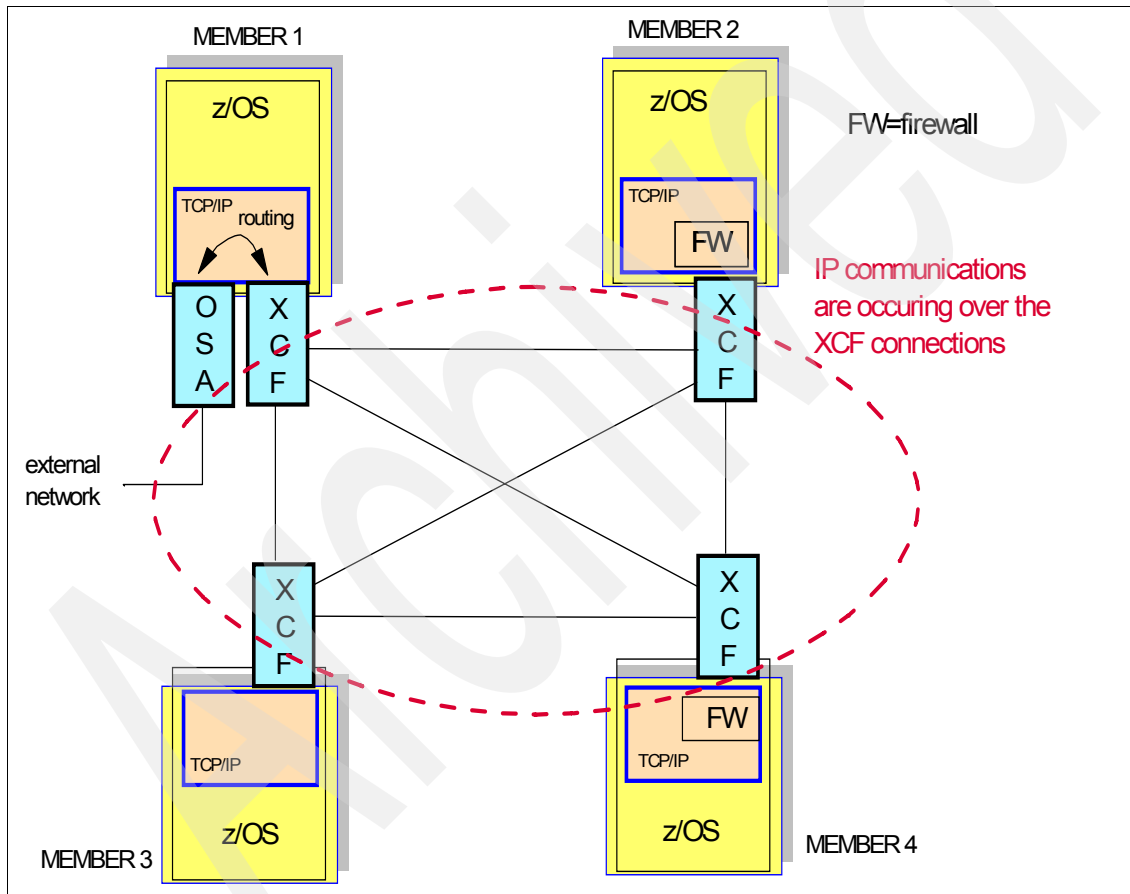 MEMBER 1
MEMBER 2
z/OS
z/OS
FW=firewall
TCP/IP
routing
TCP/IP
FW
IP communications
are occuring over the
XCF connections
O
S
A
X
C
F
X
C
F
external
network
X
C
F
X
C
F
TCP/IP
FW
TCP/IP
z/OS
z/OS
MEMBER 3
MEMBER 4
Archived